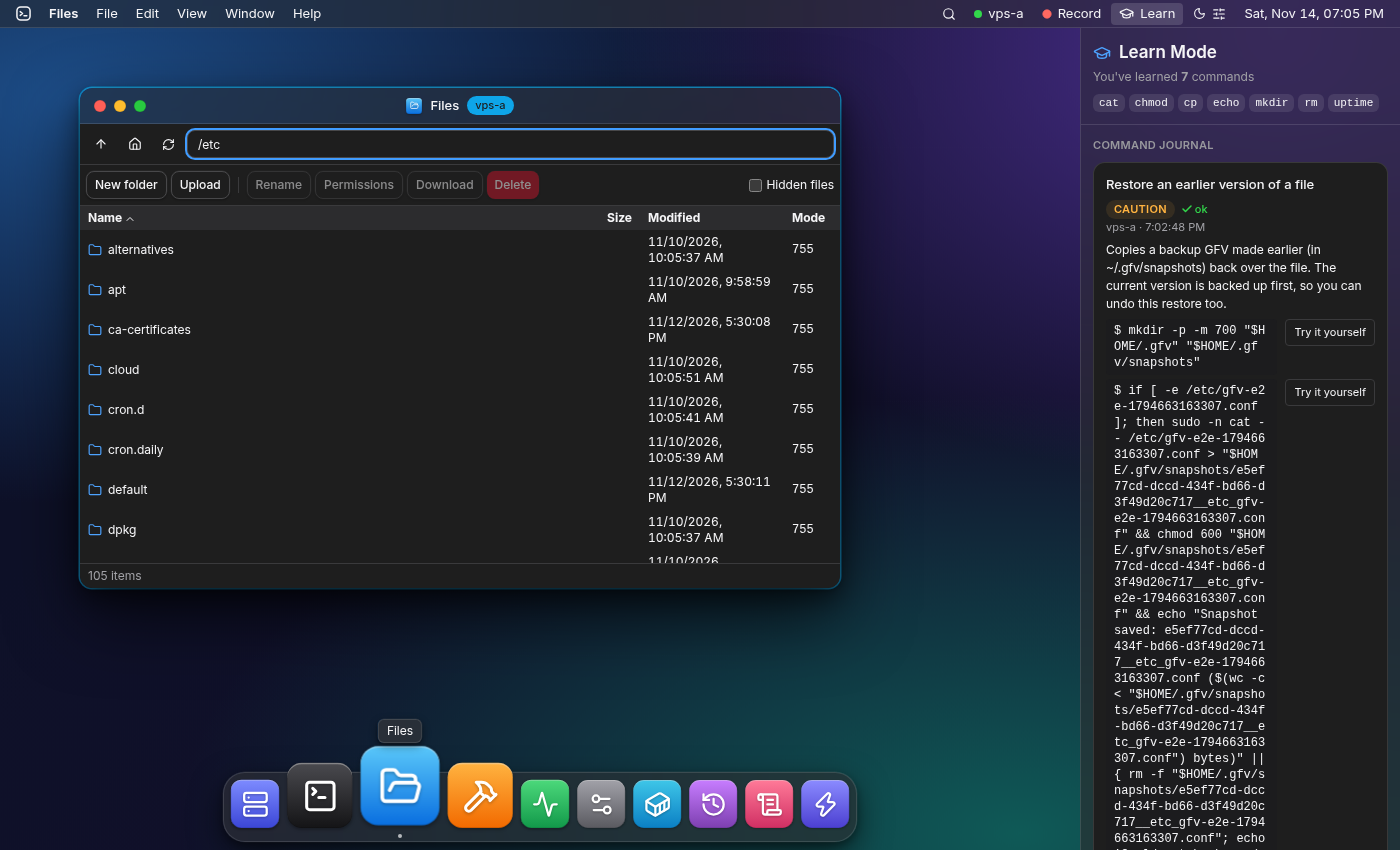 Files File Edit View Window Help vps-a Record Learn Sat, Nov 14, 07:05 PM
Files vps-a
/etc
New folder Upload Rename Permissions Download Delete Hidden files
Name Size Modified Mode
alternatives 11/10/2026, 10:05:37 AM 755
apt 11/10/2026, 9:58:59 AM 755
ca-certificates 11/12/2026, 5:30:08 PM 755
cloud 11/10/2026, 10:05:51 AM 755
cron.d 11/10/2026, 10:05:41 AM 755
cron.daily 11/10/2026, 10:05:39 AM 755
default 11/12/2026, 5:30:11 PM 755
dpkg 11/10/2026, 10:05:37 AM 755
11/10/2026,
105 items
Files
Learn Mode
You've learned 7 commands
cat chmod cp echo mkdir rm uptime
COMMAND JOURNAL
Restore an earlier version of a file
CAUTION ok
vps-a · 7:02:48 PM
Copies a backup GFV made earlier (in
~/.gfv/snapshots) back over the file. The
current version is backed up first, so you can
undo this restore too.
$ mkdir -p -m 700 "$H
OME/.gfv" "$HOME/.gf
v/snapshots"
Try it yourself
$ if [ -e /etc/gfv-e2
e-1794663163307.conf
]; then sudo -n cat -
- /etc/gfv-e2e-179466
3163307.conf > "$HOM
E/.gfv/snapshots/e5ef
77cd-dccd-434f-bd66-d
3f49d20c717__etc_gfv-
e2e-1794663163307.con
f" && chmod 600 "$HOM
E/.gfv/snapshots/e5ef
77cd-dccd-434f-bd66-d
3f49d20c717__etc_gfv-
e2e-1794663163307.con
f" && echo "Snapshot
saved: e5ef77cd-dccd-
434f-bd66-d3f49d20c71
7__etc_gfv-e2e-179466
3163307.conf ($(wc -c
< "$HOME/.gfv/snapsho
ts/e5ef77cd-dccd-434f
-bd66-d3f49d20c717__e
tc_gfv-e2e-1794663163
307.conf") bytes)" ||
{ rm -f "$HOME/.gfv/s
napshots/e5ef77cd-dcc
d-434f-bd66-d3f49d20c
717__etc_gfv-e2e-1794
663163307.conf"; echo
Try it yourself